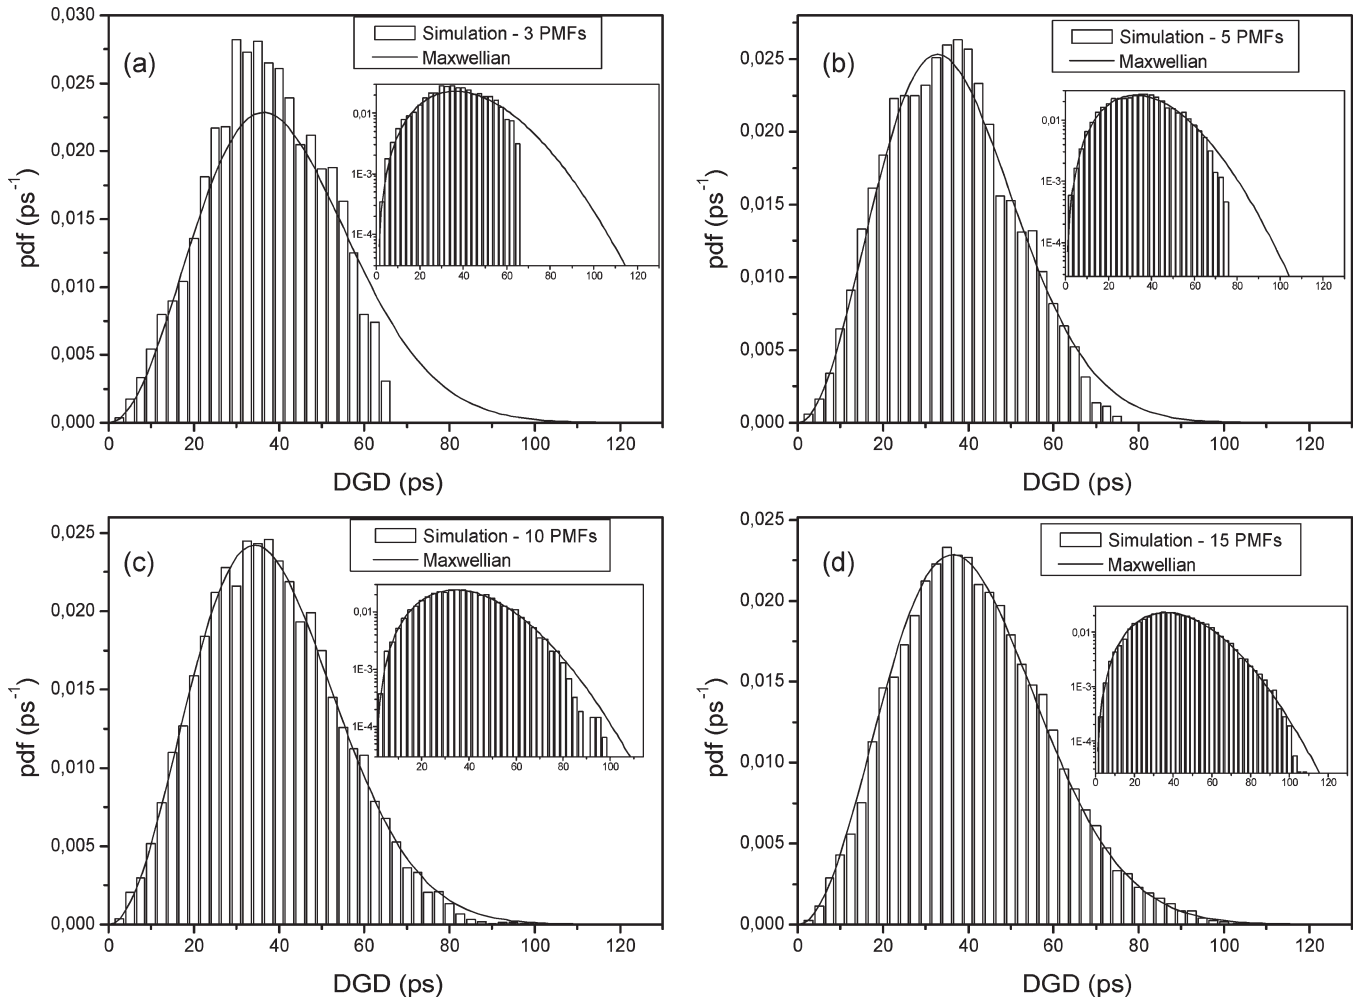 (a)
Simulation - 3 PMFs
Maxwellian
pdf (ps⁻¹)
0,030
0,025
0,020
0,015
0,010
0,005
0,000
0 20 40 60 80 100 120
DGD (ps)
0,01
1E-3
1E-4
0 20 40 60 80 100 120
(b)
Simulation - 5 PMFs
Maxwellian
pdf (ps⁻¹)
0,025
0,020
0,015
0,010
0,005
0,000
0 20 40 60 80 100 120
DGD (ps)
0,01
1E-3
1E-4
0 20 40 60 80 100 120
(c)
Simulation - 10 PMFs
Maxwellian
pdf (ps⁻¹)
0,025
0,020
0,015
0,010
0,005
0,000
0 20 40 60 80 100 120
DGD (ps)
0,01
1E-3
1E-4
20 40 60 80 100
(d)
Simulation - 15 PMFs
Maxwellian
pdf (ps⁻¹)
0,025
0,020
0,015
0,010
0,005
0,000
0 20 40 60 80 100 120
DGD (ps)
0,01
1E-3
1E-4
0 20 40 60 80 100 120